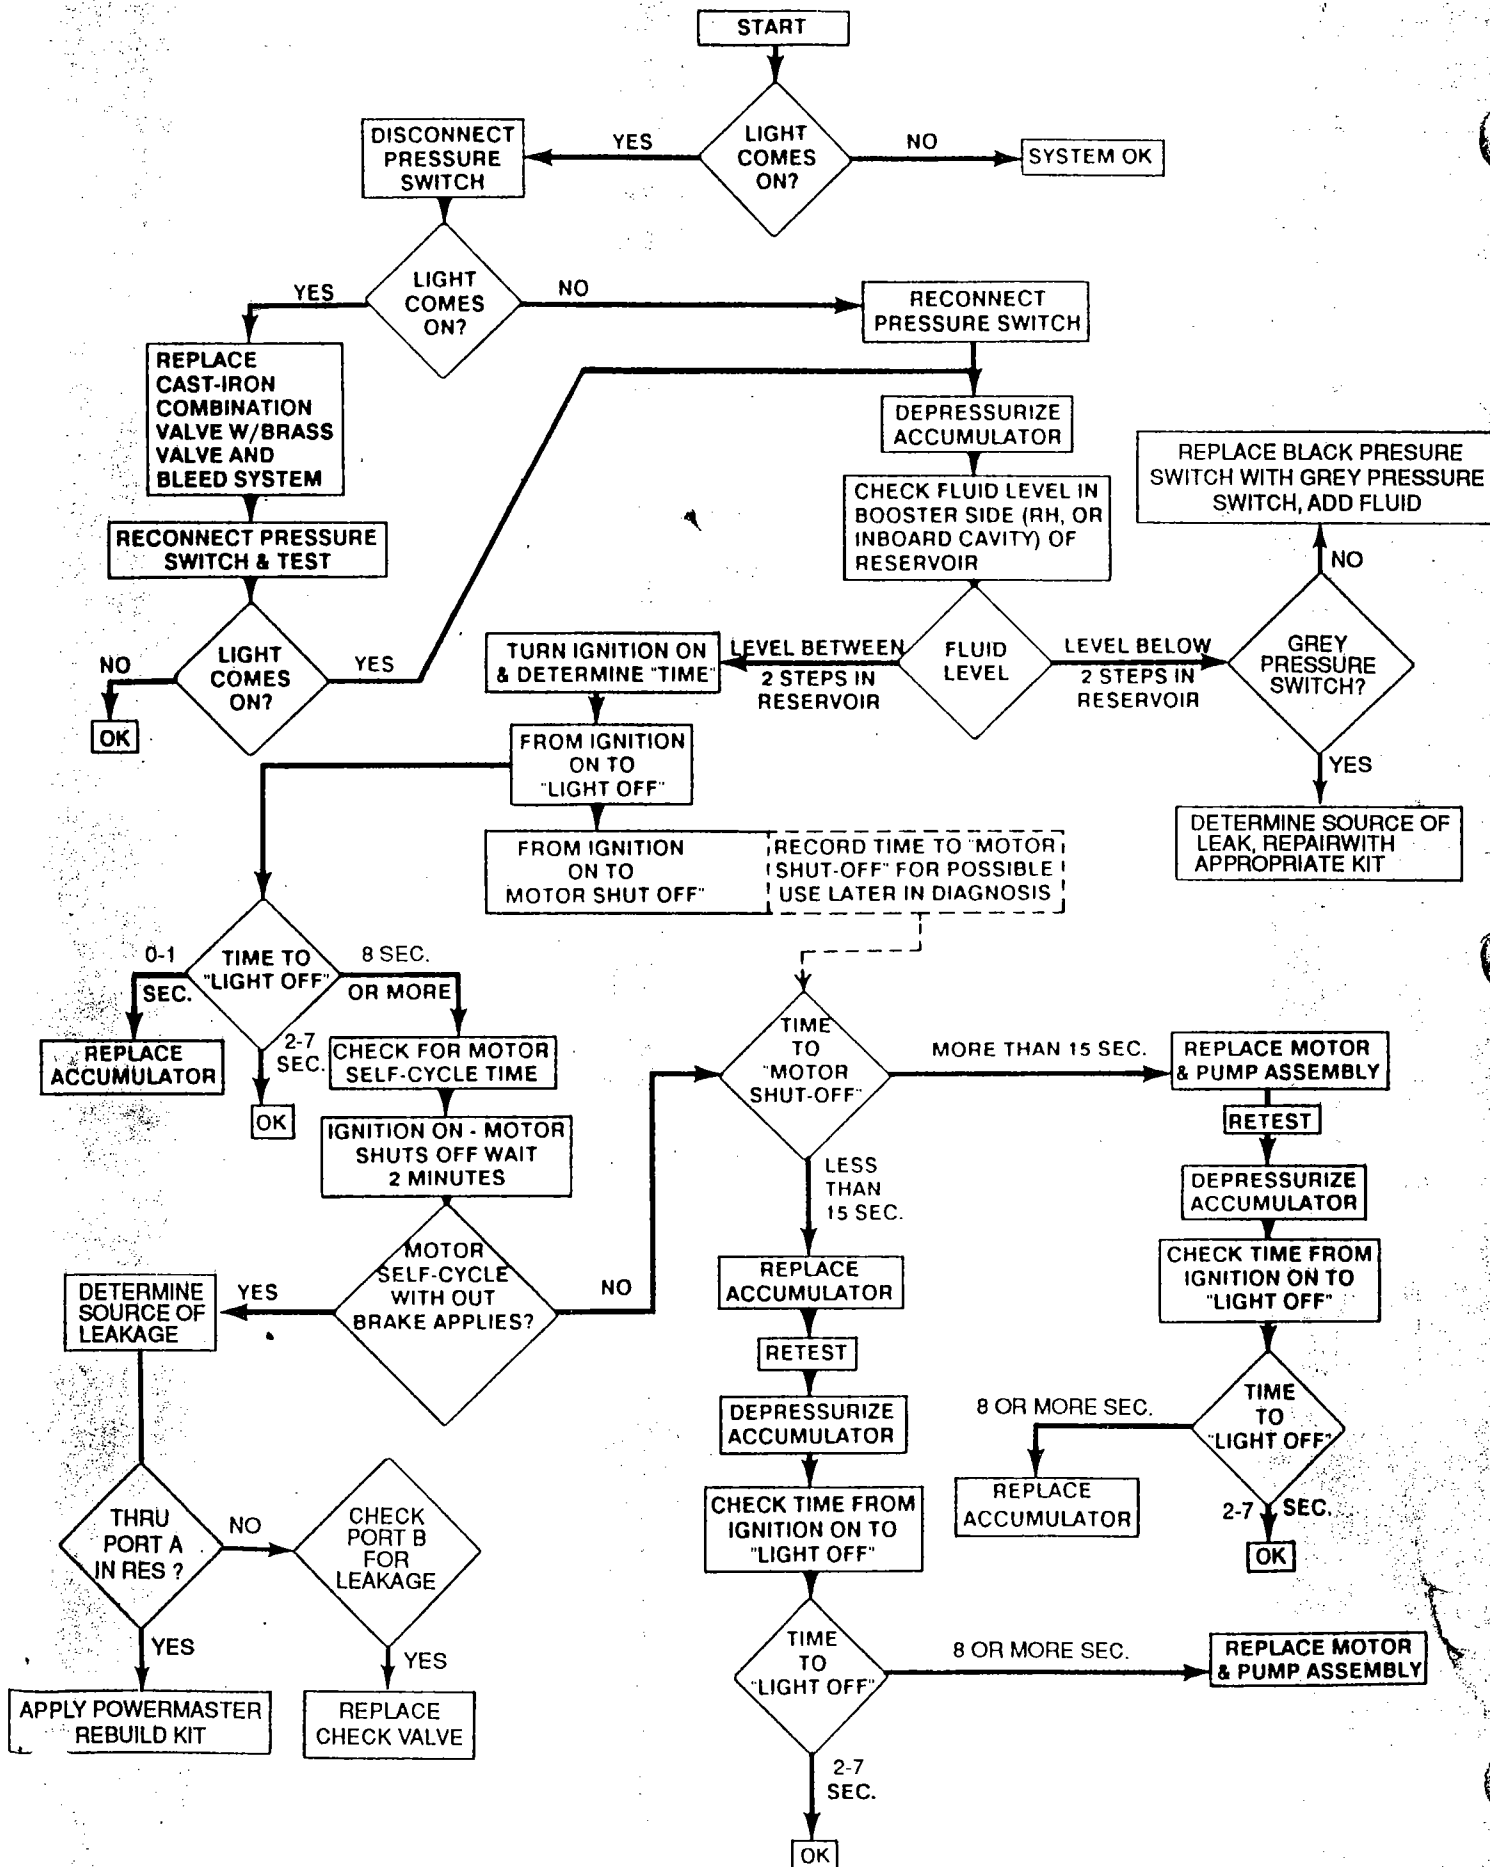 START
LIGHT
COMES
ON?
YES
NO
SYSTEM OK
DISCONNECT
PRESSURE
SWITCH
LIGHT
COMES
ON?
YES
NO
RECONNECT
PRESSURE SWITCH
REPLACE
CAST-IRON
COMBINATION
VALVE W/BRASS
VALVE AND
BLEED SYSTEM
DEPRESSURIZE
ACCUMULATOR
REPLACE BLACK PRESURE
SWITCH WITH GREY PRESSURE
SWITCH, ADD FLUID
CHECK FLUID LEVEL IN
BOOSTER SIDE (RH, OR
INBOARD CAVITY) OF
RESERVOIR
RECONNECT PRESSURE
SWITCH & TEST
NO
LIGHT
COMES
ON?
NO
YES
OK
TURN IGNITION ON
& DETERMINE "TIME"
LEVEL BETWEEN
2 STEPS IN
RESERVOIR
FLUID
LEVEL
LEVEL BELOW
2 STEPS IN
RESERVOIR
GREY
PRESSURE
SWITCH?
YES
FROM IGNITION
ON TO
"LIGHT OFF"
DETERMINE SOURCE OF
LEAK, REPAIRWITH
APPROPRIATE KIT
FROM IGNITION
ON TO
MOTOR SHUT OFF"
RECORD TIME TO "MOTOR
SHUT-OFF" FOR POSSIBLE
USE LATER IN DIAGNOSIS
TIME TO
"LIGHT OFF"
0-1
SEC.
8 SEC.
OR MORE
2-7
SEC.
REPLACE
ACCUMULATOR
OK
CHECK FOR MOTOR
SELF-CYCLE TIME
IGNITION ON - MOTOR
SHUTS OFF WAIT
2 MINUTES
TIME
TO
"MOTOR
SHUT-OFF"
MORE THAN 15 SEC.
REPLACE MOTOR
& PUMP ASSEMBLY
RETEST
DEPRESSURIZE
ACCUMULATOR
CHECK TIME FROM
IGNITION ON TO
"LIGHT OFF"
LESS
THAN
15 SEC.
MOTOR
SELF-CYCLE
WITH OUT
BRAKE APPLIES?
YES
NO
DETERMINE
SOURCE OF
LEAKAGE
REPLACE
ACCUMULATOR
RETEST
DEPRESSURIZE
ACCUMULATOR
CHECK TIME FROM
IGNITION ON TO
"LIGHT OFF"
TIME
TO
"LIGHT OFF"
8 OR MORE SEC.
REPLACE
ACCUMULATOR
2-7 SEC.
OK
THRU
PORT A
IN RES ?
NO
CHECK
PORT B
FOR
LEAKAGE
YES
YES
APPLY POWERMASTER
REBUILD KIT
REPLACE
CHECK VALVE
TIME
TO
"LIGHT OFF"
8 OR MORE SEC.
REPLACE MOTOR
& PUMP ASSEMBLY
2-7
SEC.
OK